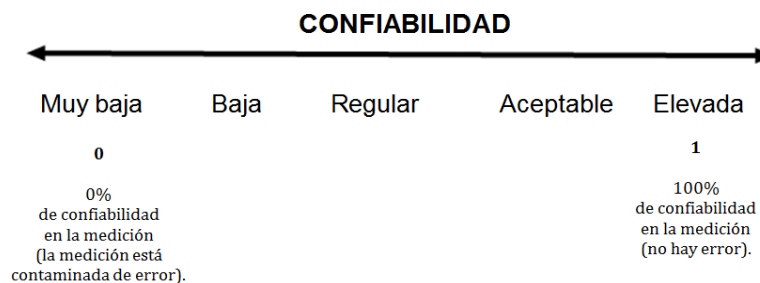 CONFIABILIDAD
Muy baja Baja Regular Aceptable Elevada
0
0%
de confiabilidad
en la medición
(la medición está
contaminada de error).
1
100%
de confiabilidad
en la medición
(no hay error).